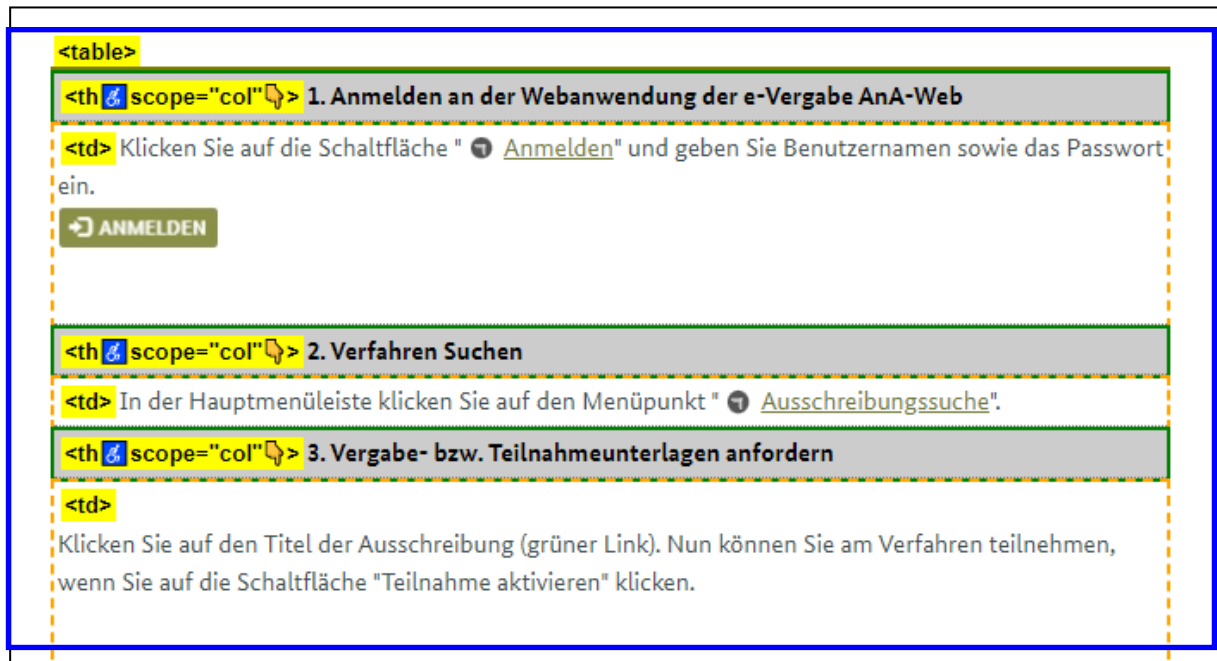 <table>
<th scope="col"> 1. Anmelden an der Webanwendung der e-Vergabe AnA-Web
<td> Klicken Sie auf die Schaltfläche " Anmelden" und geben Sie Benutzernamen sowie das Passwort
ein.
ANMELDEN
<th scope="col"> 2. Verfahren Suchen
<td> In der Hauptmenüleiste klicken Sie auf den Menüpunkt " Ausschreibungssuche".
<th scope="col"> 3. Vergabe- bzw. Teilnahmeunterlagen anfordern
<td>
Klicken Sie auf den Titel der Ausschreibung (grüner Link). Nun können Sie am Verfahren teilnehmen,
wenn Sie auf die Schaltfläche "Teilnahme aktivieren" klicken.